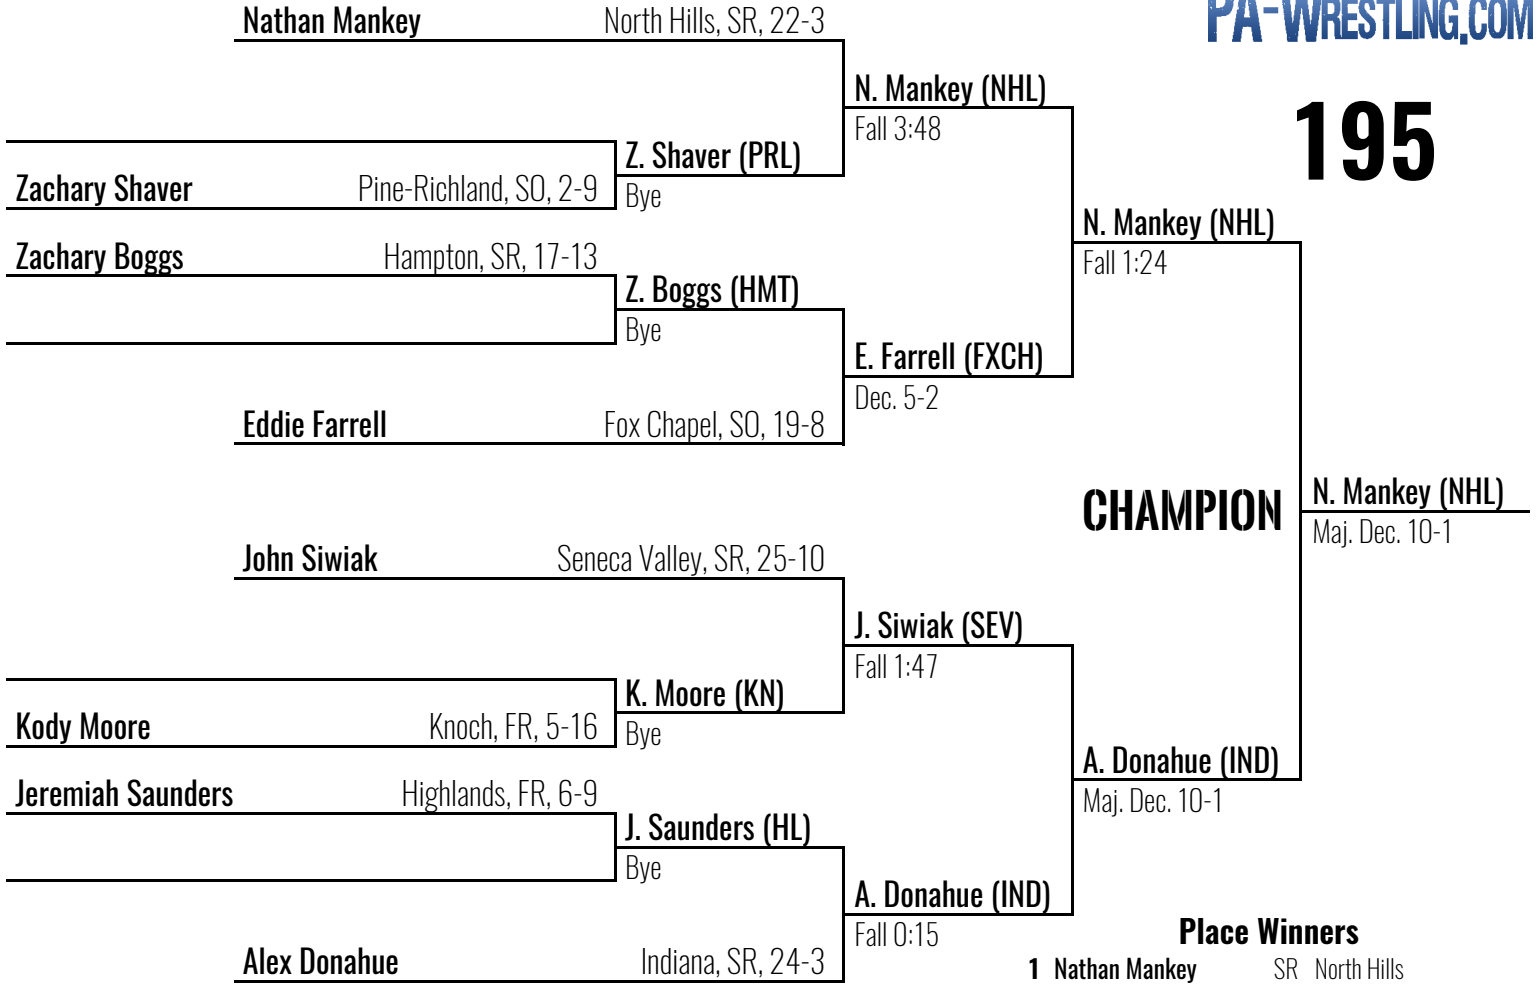 PA-WRESTLING.COM
195
Nathan Mankey North Hills, SR, 22-3
N. Mankey (NHL)
Fall 3:48
Z. Shaver (PRL)
Bye
Zachary Shaver Pine-Richland, SO, 2-9
N. Mankey (NHL)
Fall 1:24
Zachary Boggs Hampton, SR, 17-13
Z. Boggs (HMT)
Bye
E. Farrell (FXCH)
Dec. 5-2
Eddie Farrell Fox Chapel, SO, 19-8
CHAMPION
N. Mankey (NHL)
Maj. Dec. 10-1
John Siwiak Seneca Valley, SR, 25-10
J. Siwiak (SEV)
Fall 1:47
K. Moore (KN)
Bye
Kody Moore Knoch, FR, 5-16
A. Donahue (IND)
Maj. Dec. 10-1
Jeremiah Saunders Highlands, FR, 6-9
J. Saunders (HL)
Bye
A. Donahue (IND)
Fall 0:15
Alex Donahue Indiana, SR, 24-3
Place Winners
1 Nathan Mankey SR North Hills